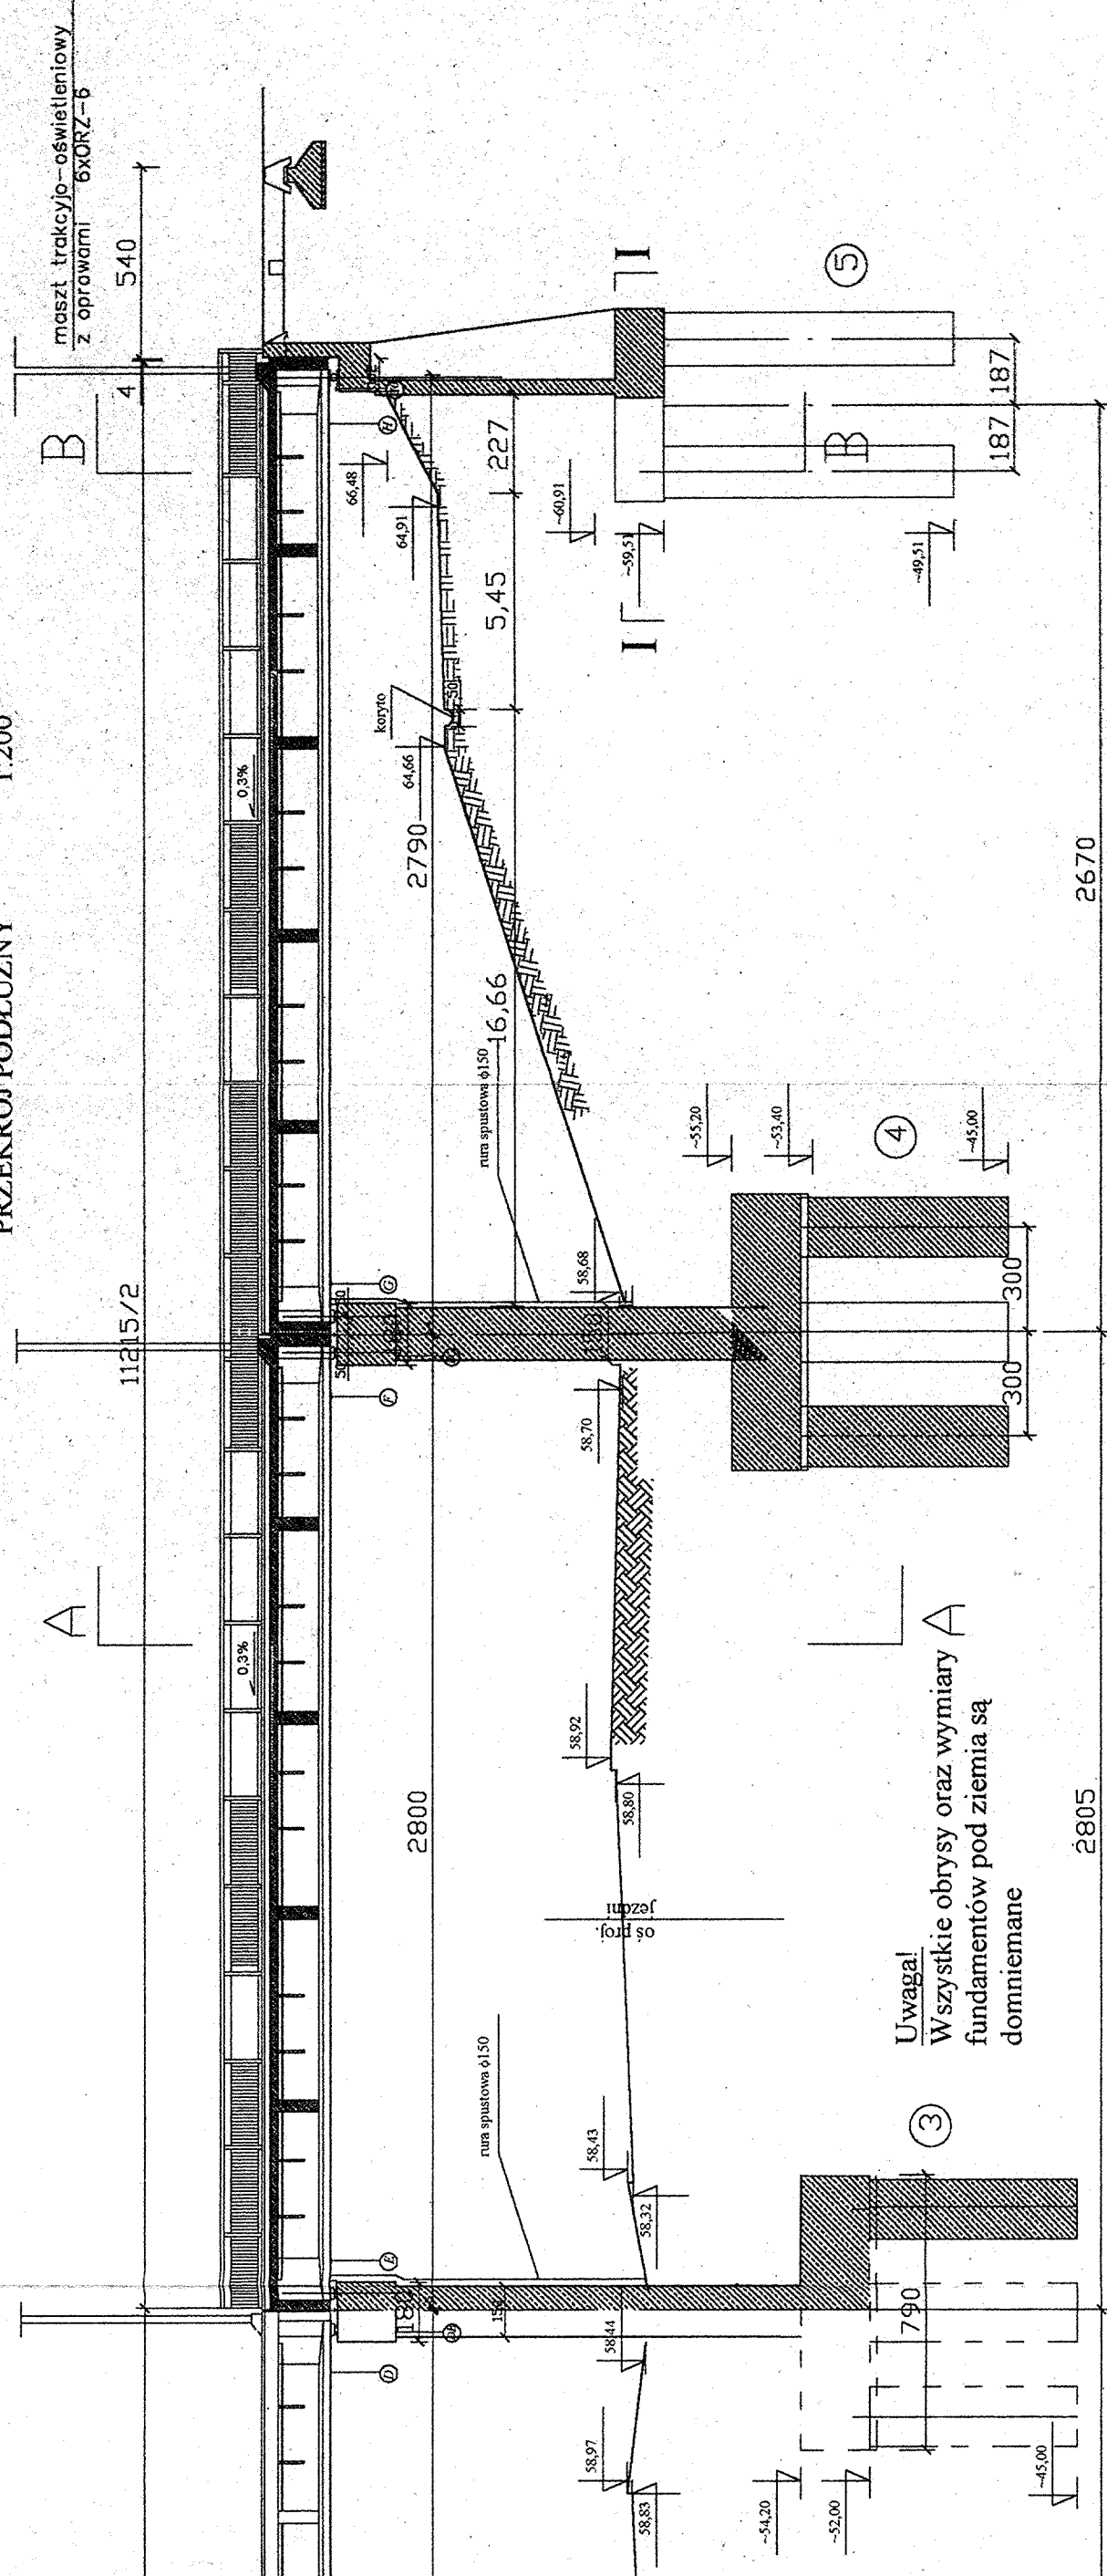 PRZEKRÓJ PODŁUŻNY 1:200
maszt trakcyjo-oświetleniowy
z oprawami 6xORZ-6
540
4
11215/2
B
B
A
A
0,3%
0,3%
2790
2800
H
G
F
E
D
66,48
64,91
64,66
koryto
50
227
5,45
16,66
rura spustowa ϕ150
rura spustowa ϕ150
58,68
58,70
58,92
58,80
oś proj.
jezdni
58,43
58,32
58,44
58,97
58,83
180
50
I
I
~60,91
~59,51
~49,51
5
187
187
~55,20
~53,40
~45,00
4
300
300
2670
2805
3
790
~54,20
~52,00
~45,00
Uwaga!
Wszystkie obrysy oraz wymiary
fundamentów pod ziemia są
domniemane